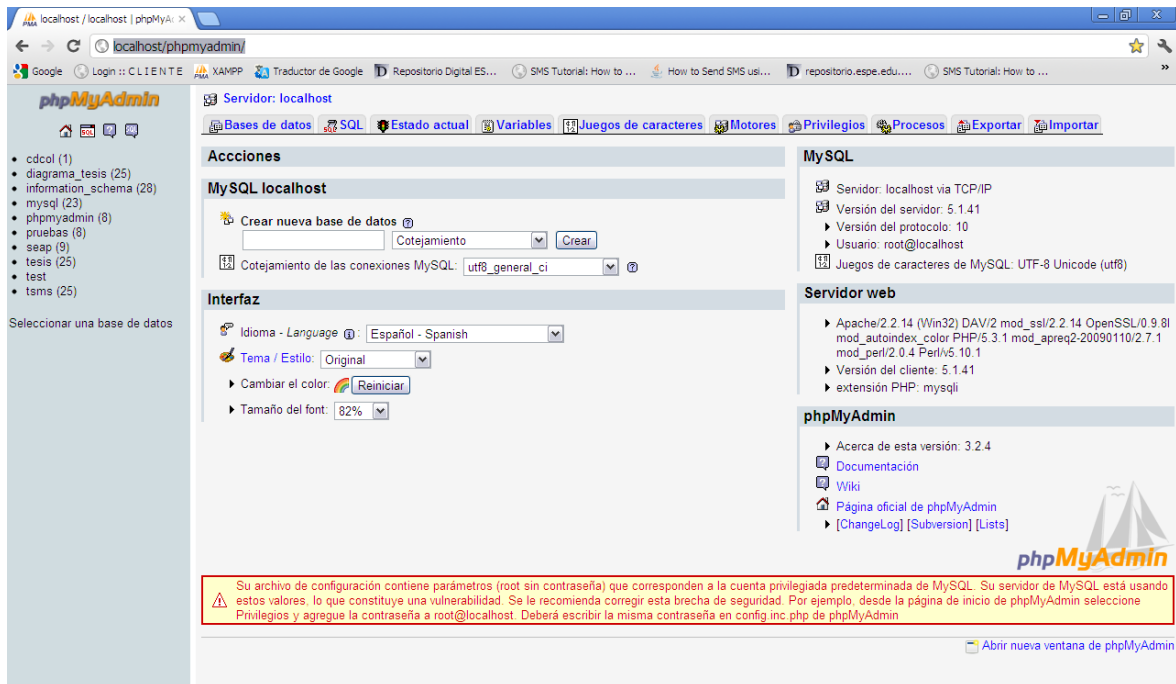 localhost / localhost | phpMyA
localhost/phpmyadmin/
Google Login :: C L I E N T E XAMPP Traductor de Google Repositorio Digital ES... SMS Tutorial: How to ... How to Send SMS usi... repositorio.espe.edu.... SMS Tutorial: How to ... »
phpMyAdmin
SQL
cdcol (1)
diagrama_tesis (25)
information_schema (28)
mysql (23)
phpmyadmin (8)
pruebas (8)
seap (9)
tesis (25)
test
tsms (25)
Seleccionar una base de datos
Servidor: localhost
Bases de datos SQL Estado actual Variables Juegos de caracteres Motores Privilegios Procesos Exportar Importar
Accciones
MySQL localhost
Crear nueva base de datos
Cotejamiento Crear
Cotejamiento de las conexiones MySQL: utf8_general_ci
Interfaz
Idioma - Language : Español - Spanish
Tema / Estilo: Original
Cambiar el color: Reiniciar
Tamaño del font: 82%
MySQL
Servidor: localhost via TCP/IP
Versión del servidor: 5.1.41
Versión del protocolo: 10
Usuario: root@localhost
Juegos de caracteres de MySQL: UTF-8 Unicode (utf8)
Servidor web
Apache/2.2.14 (Win32) DAV/2 mod_ssl/2.2.14 OpenSSL/0.9.8l
mod_autoindex_color PHP/5.3.1 mod_apreq2-20090110/2.7.1
mod_perl/2.0.4 Perl/v5.10.1
Versión del cliente: 5.1.41
extensión PHP: mysqli
phpMyAdmin
Acerca de esta versión: 3.2.4
Documentación
Wiki
Página oficial de phpMyAdmin
[ChangeLog] [Subversion] [Lists]
phpMyAdmin
Su archivo de configuración contiene parámetros (root sin contraseña) que corresponden a la cuenta privilegiada predeterminada de MySQL. Su servidor de MySQL está usando
estos valores, lo que constituye una vulnerabilidad. Se le recomienda corregir esta brecha de seguridad. Por ejemplo, desde la página de inicio de phpMyAdmin seleccione
Privilegios y agregue la contraseña a root@localhost. Deberá escribir la misma contraseña en config.inc.php de phpMyAdmin
Abrir nueva ventana de phpMyAdmin